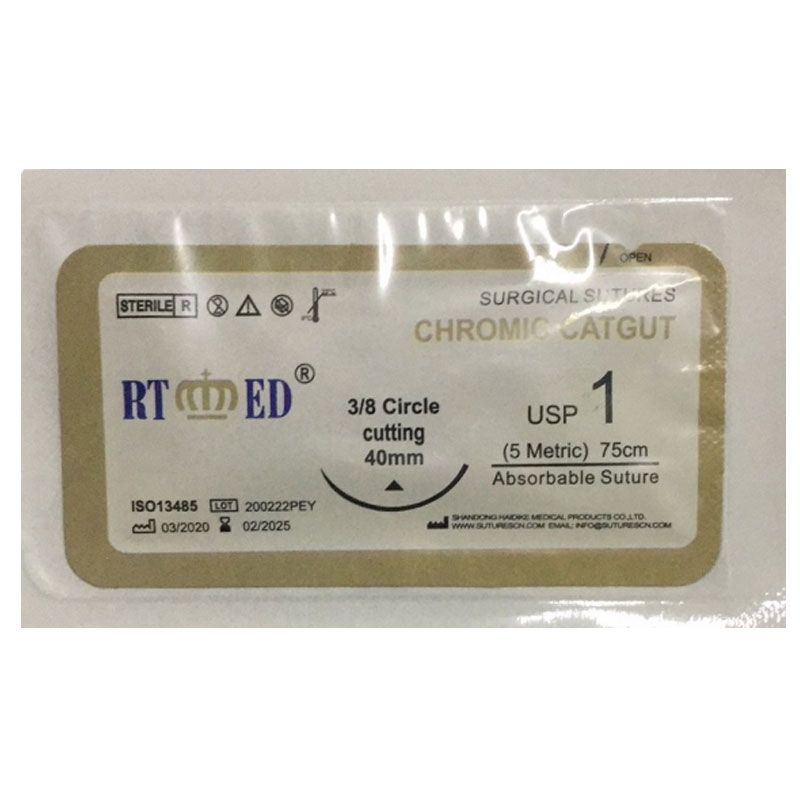 OPEN
STERILE R
SURGICAL SUTURES
CHROMIC CATGUT
RTMED®
3/8 Circle
cutting
40mm
USP 1
(5 Metric) 75cm
Absorbable Suture
ISO13485 LOT 200222PEY
03/2020 02/2025
SHANDONG HAIDIKE MEDICAL PRODUCTS CO.,LTD.
WWW.SUTURESCN.COM EMAIL: INFO@SUTURESCN.COM